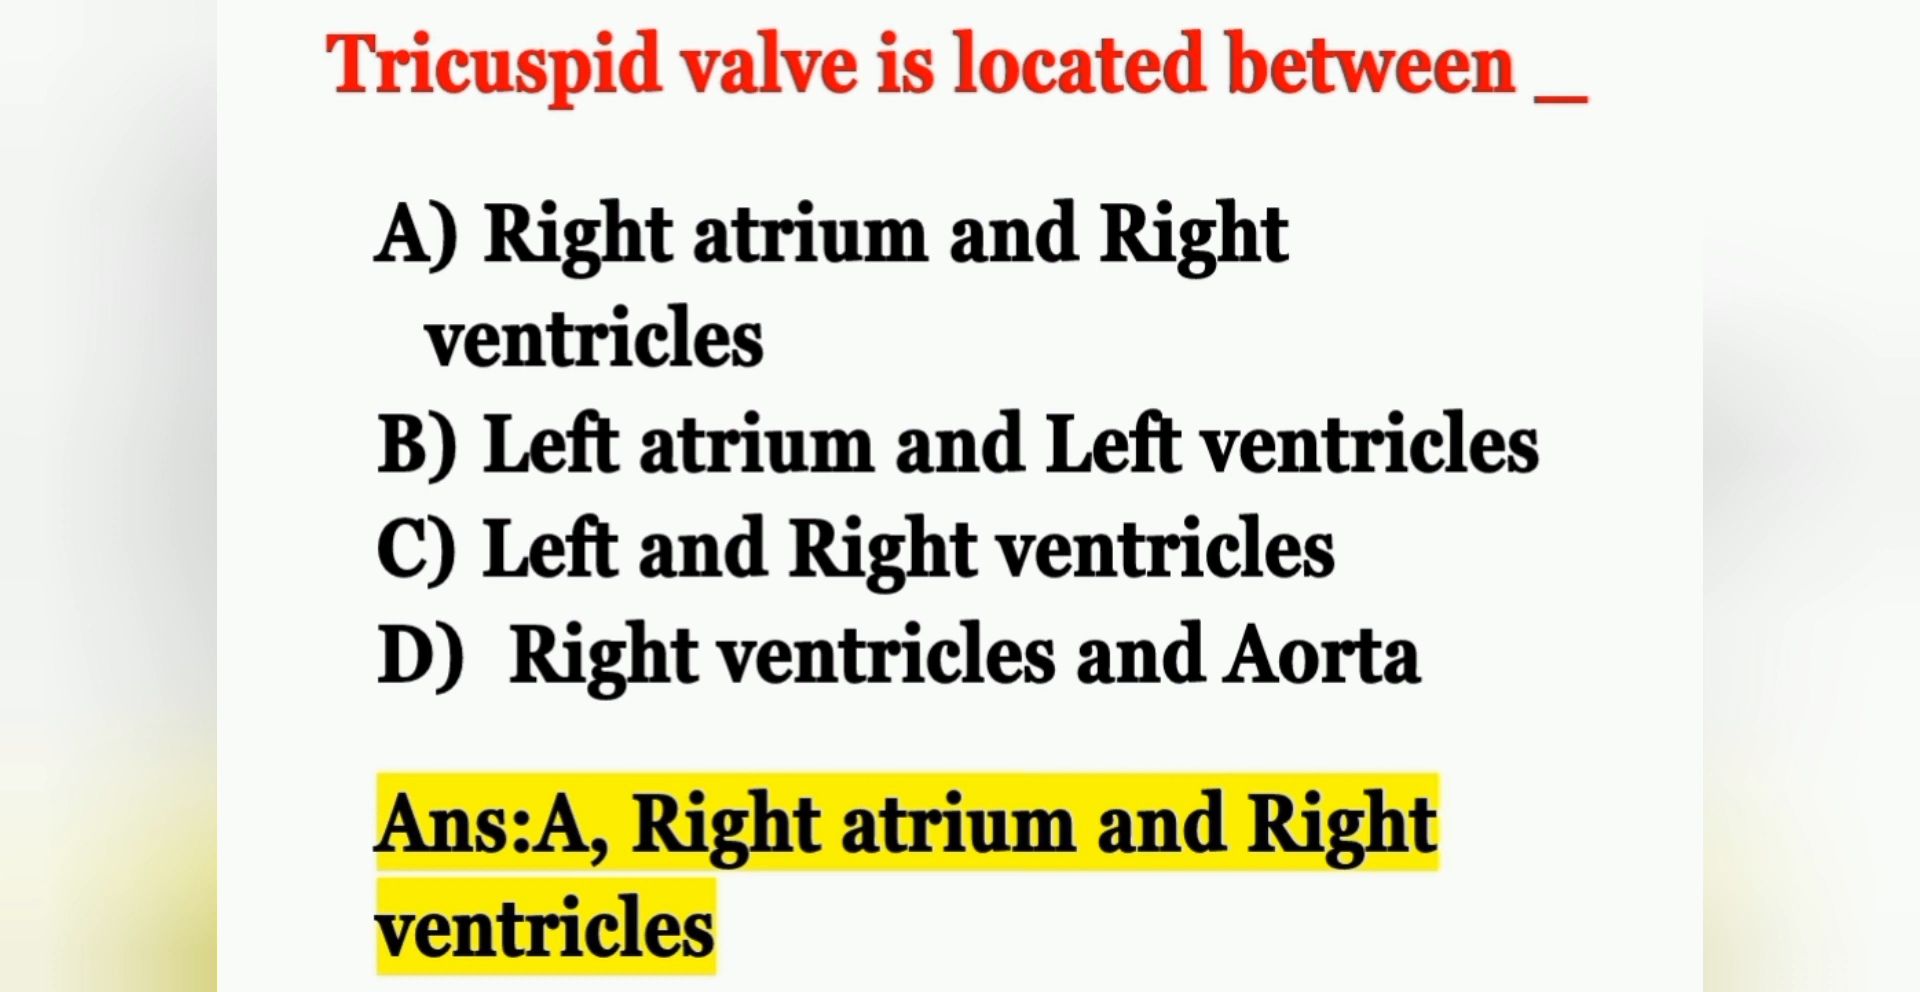 Tricuspid valve is located between _
A) Right atrium and Right
ventricles
B) Left atrium and Left ventricles
C) Left and Right ventricles
D) Right ventricles and Aorta
Ans:A, Right atrium and Right
ventricles